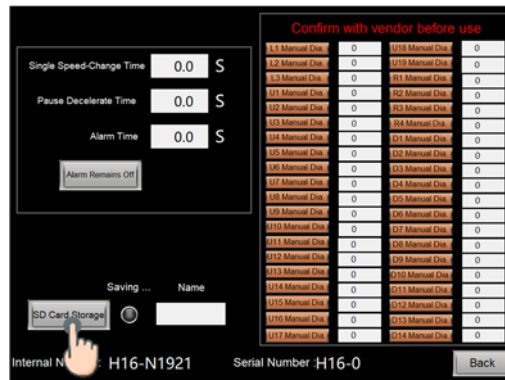 Confirm with vendor before use
Single Speed-Change Time 0.0 S
Pause Decelerate Time 0.0 S
Alarm Time 0.0 S
Alarm Remains Off
L1 Manual Dia. 0 U18 Manual Dia. 0
L2 Manual Dia. 0 U19 Manual Dia. 0
L3 Manual Dia. 0 R1 Manual Dia. 0
U1 Manual Dia. 0 R2 Manual Dia. 0
U2 Manual Dia. 0 R3 Manual Dia. 0
U3 Manual Dia. 0 R4 Manual Dia. 0
U4 Manual Dia. 0 D1 Manual Dia. 0
U5 Manual Dia. 0 D2 Manual Dia. 0
U6 Manual Dia. 0 D3 Manual Dia. 0
U7 Manual Dia. 0 D4 Manual Dia. 0
U8 Manual Dia. 0 D5 Manual Dia. 0
U9 Manual Dia. 0 D6 Manual Dia. 0
U10 Manual Dia. 0 D7 Manual Dia. 0
U11 Manual Dia. 0 D8 Manual Dia. 0
U12 Manual Dia. 0 D9 Manual Dia. 0
U13 Manual Dia. 0 D10 Manual Dia. 0
U14 Manual Dia. 0 D11 Manual Dia. 0
U15 Manual Dia. 0 D12 Manual Dia. 0
U16 Manual Dia. 0 D13 Manual Dia. 0
U17 Manual Dia. 0 D14 Manual Dia. 0
Saving ... Name
SD Card Storage
Internal : H16-N1921 Serial Number :H16-0 Back